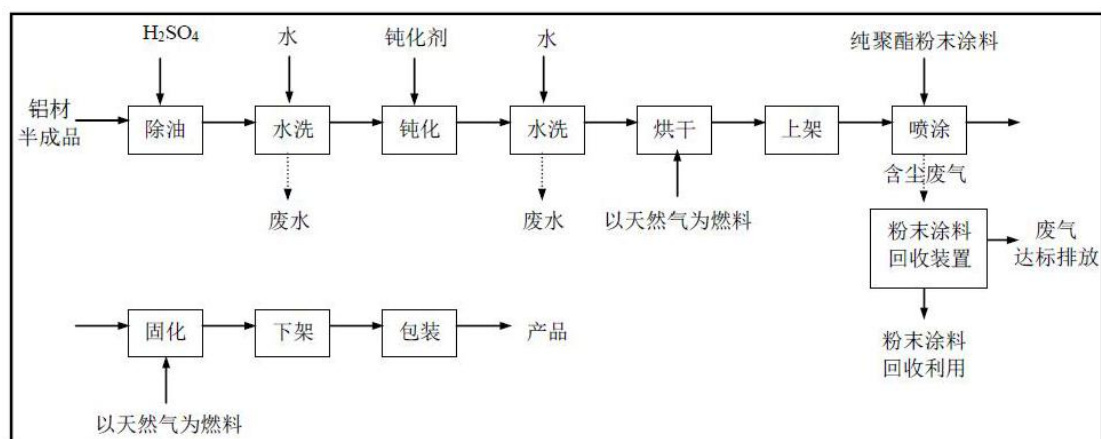 H₂SO₄
水
钝化剂
水
纯聚酯粉末涂料
铝材
半成品
除油
水洗
钝化
水洗
烘干
上架
喷涂
废水
废水
以天然气为燃料
含尘废气
粉末涂料
回收装置
废气
达标排放
粉末涂料
回收利用
固化
下架
包装
产品
以天然气为燃料